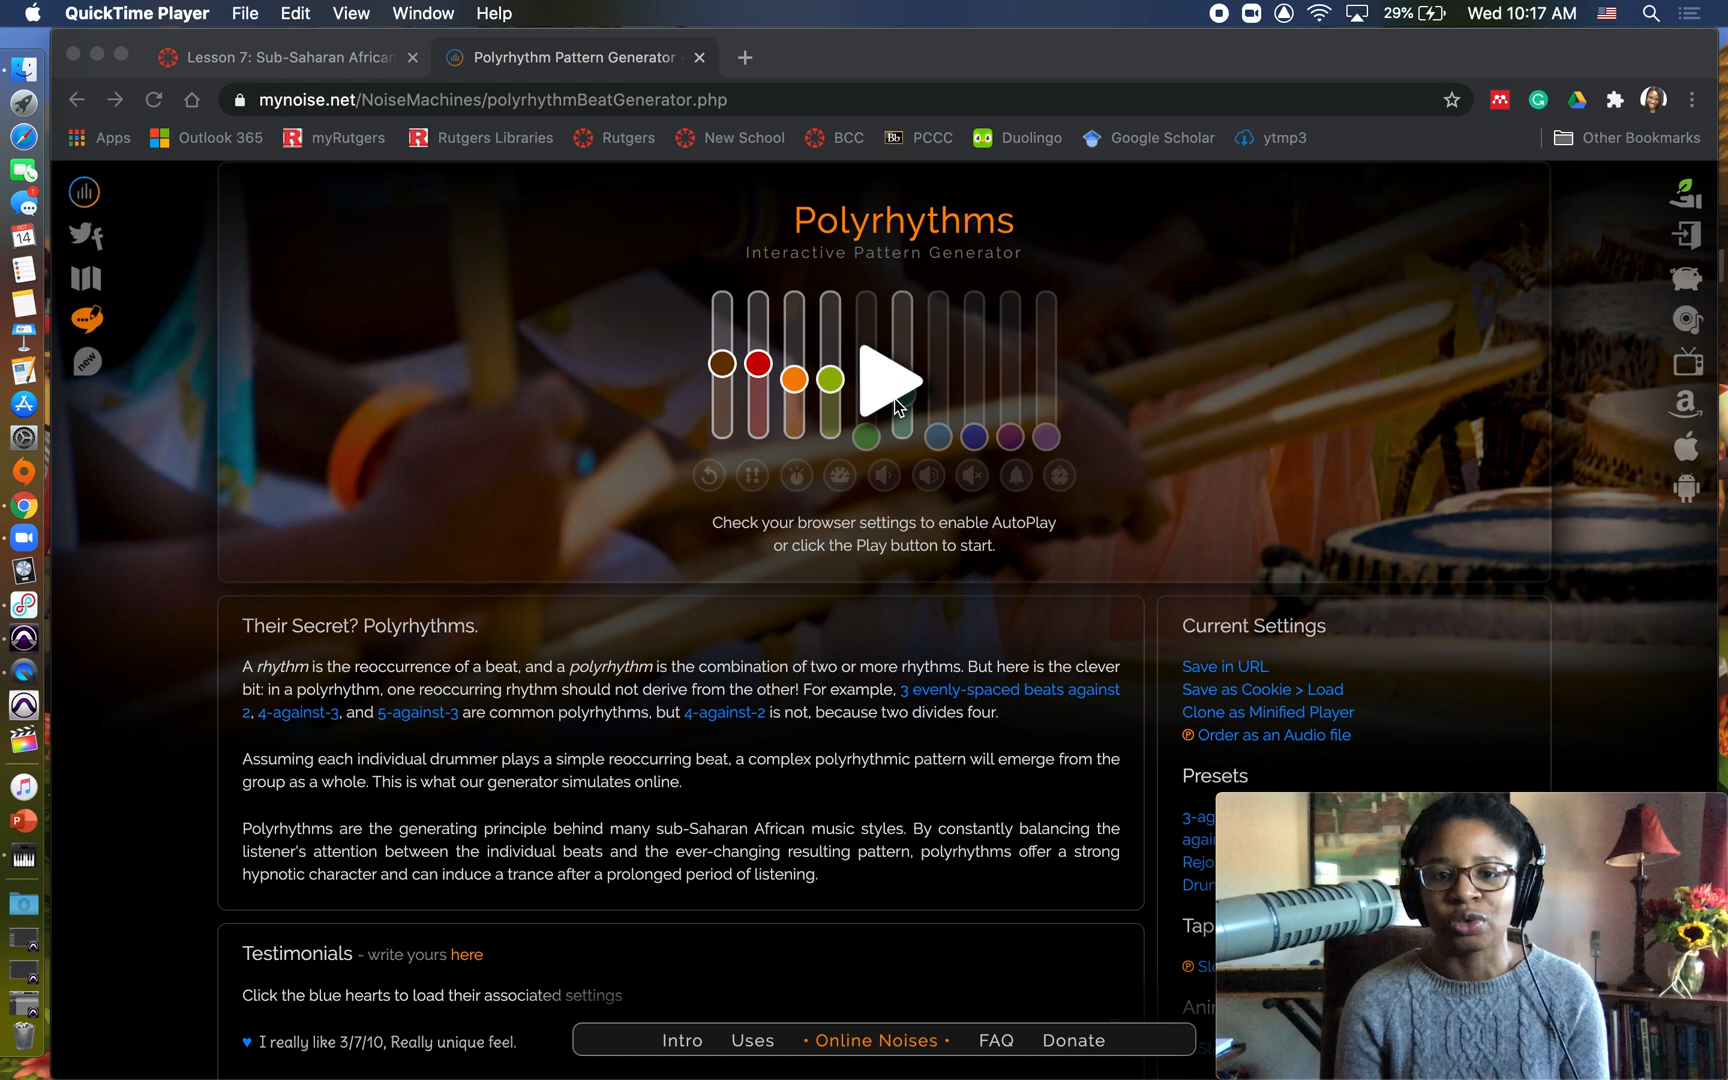 QuickTime Player File Edit View Window Help 29% Wed 10:17 AM
Lesson 7: Sub-Saharan African Polyrhythm Pattern Generator
mynoise.net/NoiseMachines/polyrhythmBeatGenerator.php
Apps Outlook 365 myRutgers Rutgers Libraries Rutgers New School BCC Bb PCCC Duolingo Google Scholar ytmp3 Other Bookmarks
Polyrhythms
Interactive Pattern Generator
new
Check your browser settings to enable AutoPlay
or click the Play button to start.
Their Secret? Polyrhythms.
A rhythm is the reoccurrence of a beat, and a polyrhythm is the combination of two or more rhythms. But here is the clever
bit: in a polyrhythm, one reoccurring rhythm should not derive from the other! For example, 3 evenly-spaced beats against
2, 4-against-3, and 5-against-3 are common polyrhythms, but 4-against-2 is not, because two divides four.
Assuming each individual drummer plays a simple reoccurring beat, a complex polyrhythmic pattern will emerge from the
group as a whole. This is what our generator simulates online.
Polyrhythms are the generating principle behind many sub-Saharan African music styles. By constantly balancing the
listener's attention between the individual beats and the ever-changing resulting pattern, polyrhythms offer a strong
hypnotic character and can induce a trance after a prolonged period of listening.
Current Settings
Save in URL
Save as Cookie > Load
Clone as Minified Player
Order as an Audio file
Presets
3-ag
agai
Rejo
Drun
Tap
Anir
Testimonials - write yours here
Click the blue hearts to load their associated settings
♥ I really like 3/7/10, Really unique feel.
Intro Uses • Online Noises • FAQ Donate